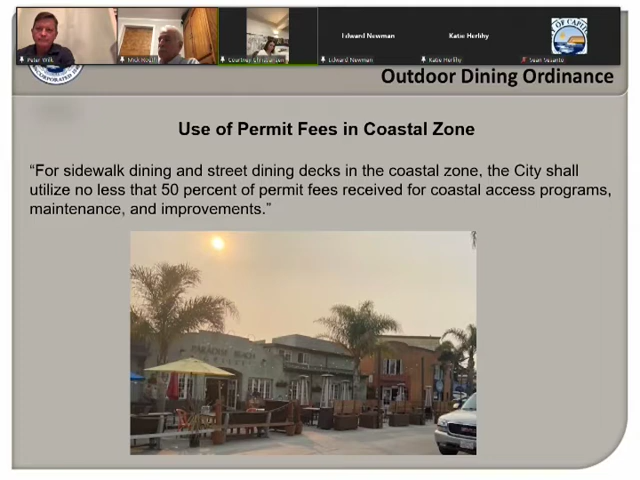 Edward Newman
Katie Herlihy
Peter Wilk
Courtney Christiansen
Edward Newman
Katie Herlihy
Sean Sesanto
Outdoor Dining Ordinance
Use of Permit Fees in Coastal Zone
“For sidewalk dining and street dining decks in the coastal zone, the City shall
utilize no less that 50 percent of permit fees received for coastal access programs,
maintenance, and improvements.”
PARADISE BEACH